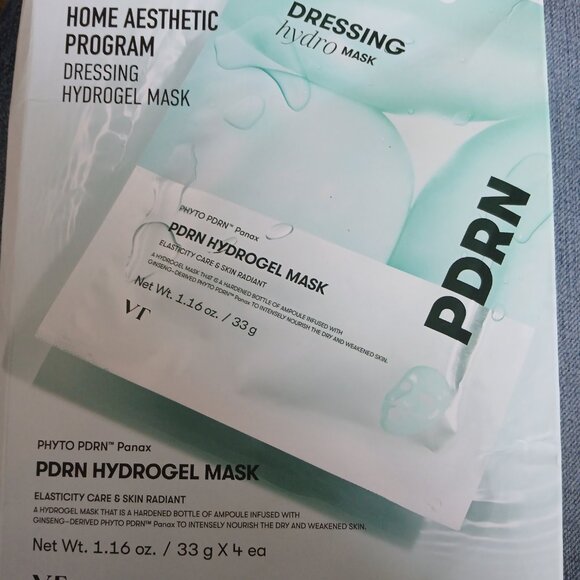 HOME AESTHETIC
PROGRAM
DRESSING
HYDROGEL MASK
DRESSING
hydro MASK
PDRN
PHYTO PDRN™ Panax
PDRN HYDROGEL MASK
ELASTICITY CARE & SKIN RADIANT
A HYDROGEL MASK THAT IS A HARDENED BOTTLE OF AMPOULE INFUSED WITH
GINSENG-DERIVED PHYTO PDRN™ Panax TO INTENSELY NOURISH THE DRY AND WEAKENED SKIN.
Net Wt. 1.16 oz. / 33 g
VT
PHYTO PDRN™ Panax
PDRN HYDROGEL MASK
ELASTICITY CARE & SKIN RADIANT
A HYDROGEL MASK THAT IS A HARDENED BOTTLE OF AMPOULE INFUSED WITH
GINSENG-DERIVED PHYTO PDRN™ Panax TO INTENSELY NOURISH THE DRY AND WEAKENED SKIN.
Net Wt. 1.16 oz. / 33 g X 4 ea
VT